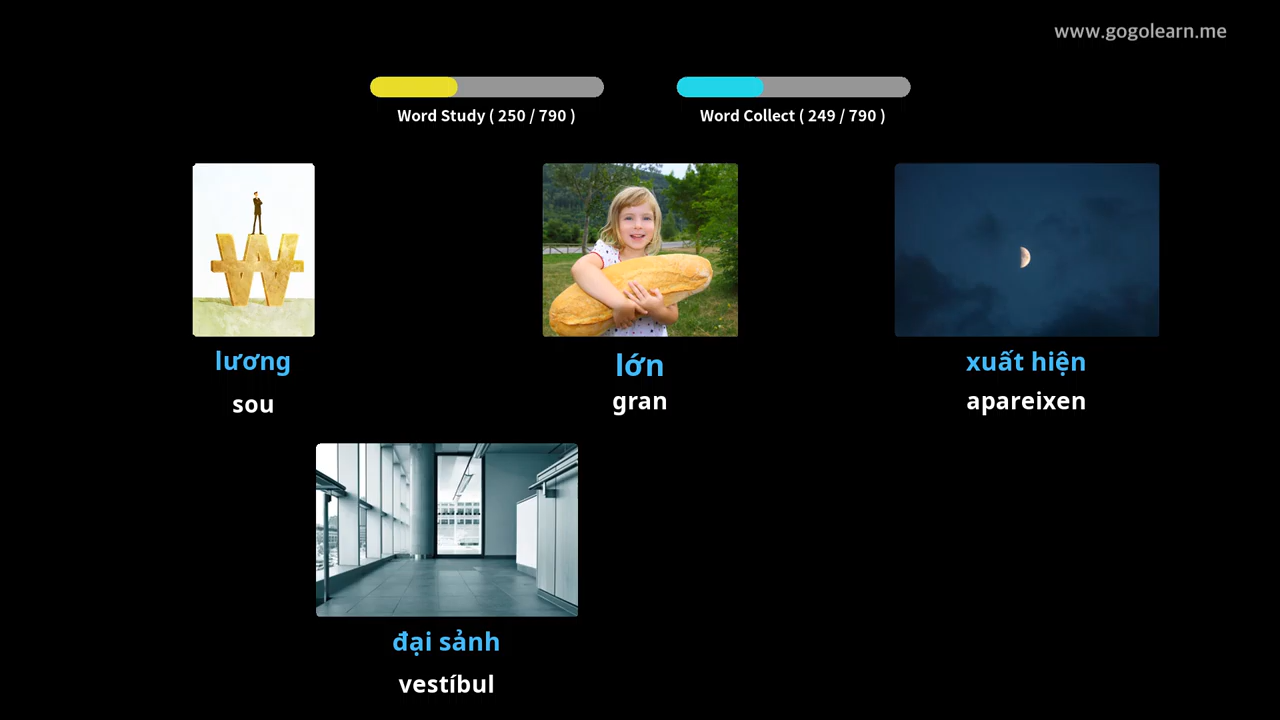 www.gogolearn.me
Word Study ( 250 / 790 )
Word Collect ( 249 / 790 )
lương
sou
lớn
gran
xuất hiện
apareixen
đại sảnh
vestíbul